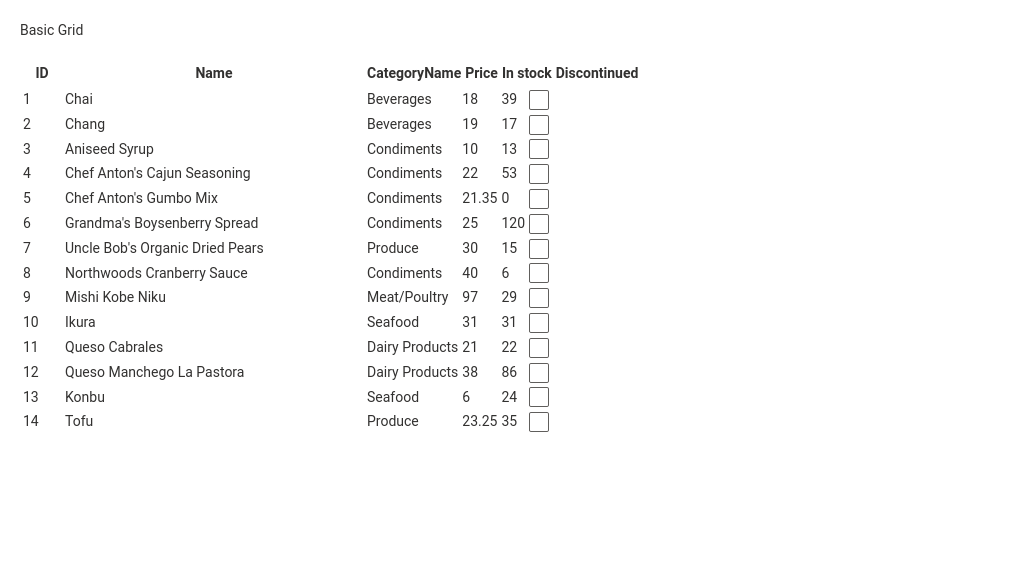 Basic Grid
ID Name CategoryName Price In stock Discontinued
1 Chai Beverages 18 39
2 Chang Beverages 19 17
3 Aniseed Syrup Condiments 10 13
4 Chef Anton's Cajun Seasoning Condiments 22 53
5 Chef Anton's Gumbo Mix Condiments 21.35 0
6 Grandma's Boysenberry Spread Condiments 25 120
7 Uncle Bob's Organic Dried Pears Produce 30 15
8 Northwoods Cranberry Sauce Condiments 40 6
9 Mishi Kobe Niku Meat/Poultry 97 29
10 Ikura Seafood 31 31
11 Queso Cabrales Dairy Products 21 22
12 Queso Manchego La Pastora Dairy Products 38 86
13 Konbu Seafood 6 24
14 Tofu Produce 23.25 35